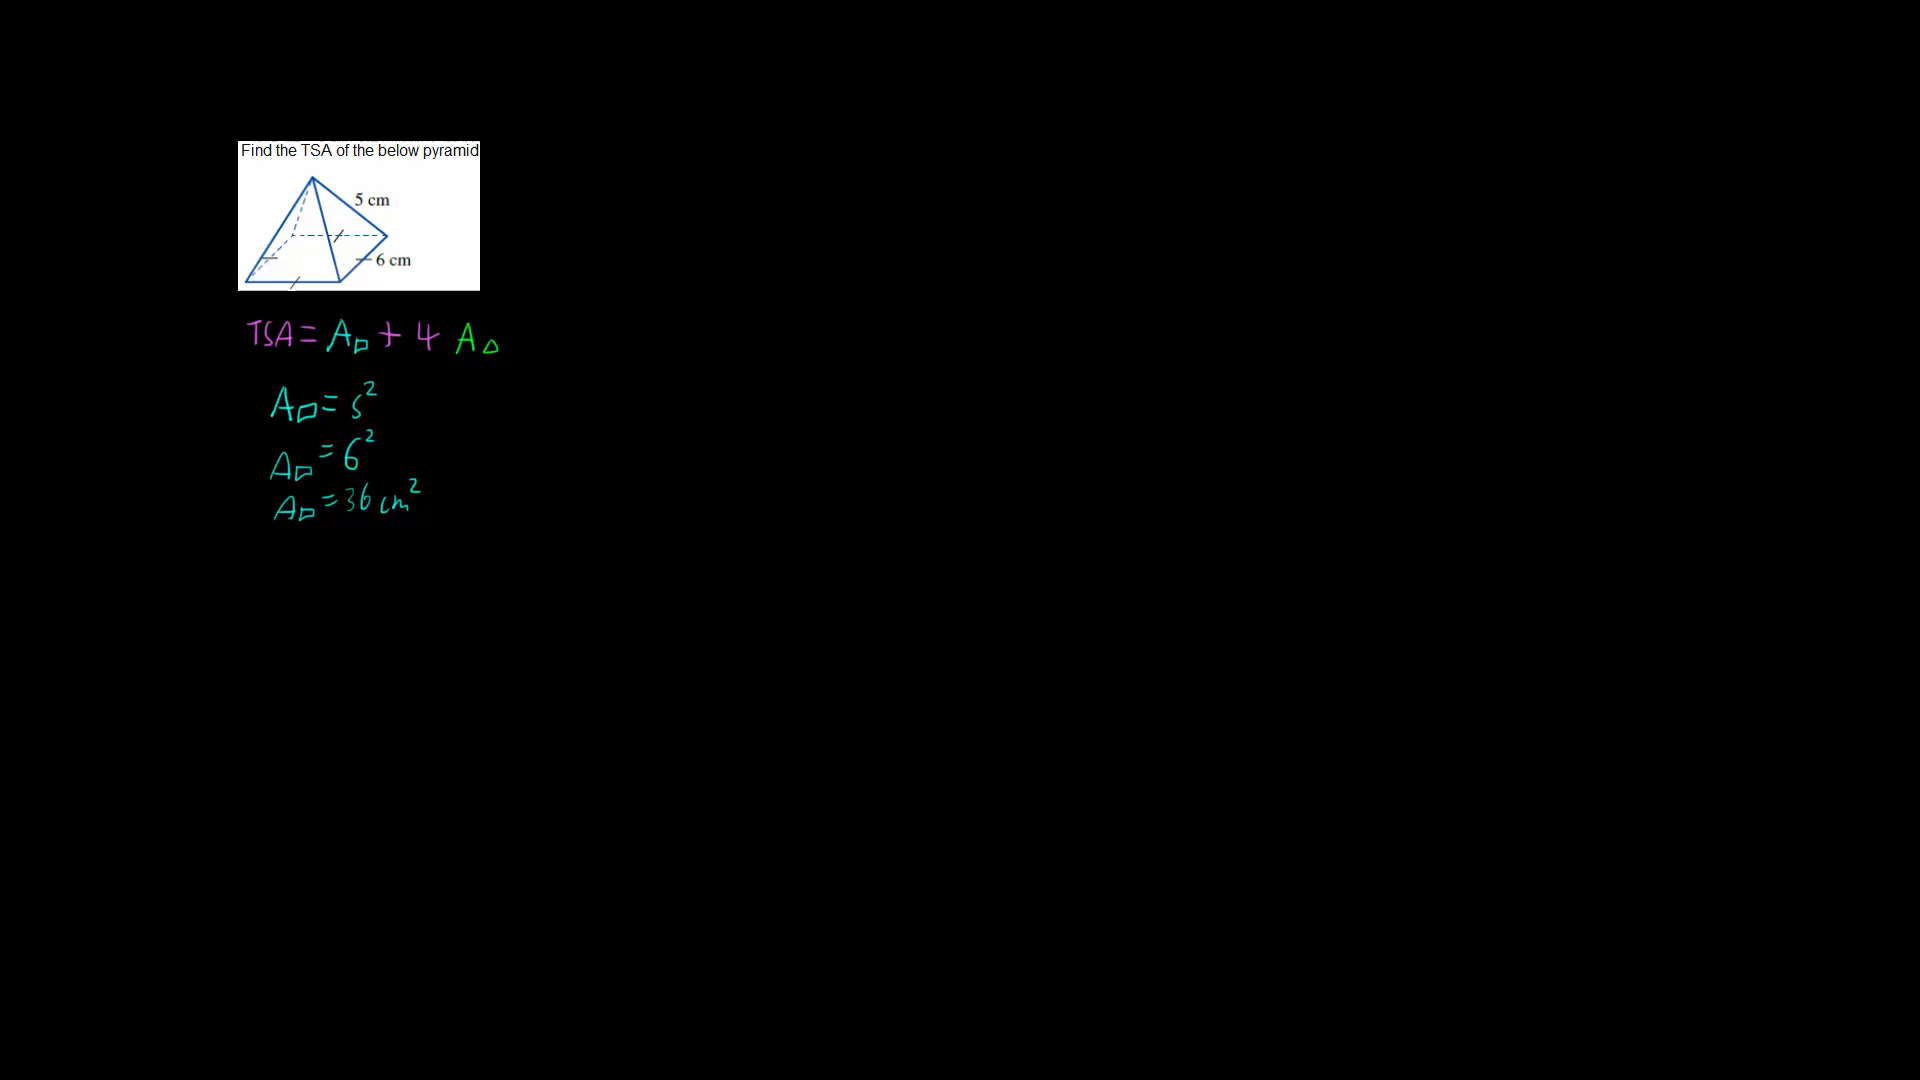 Find the TSA of the below pyramid
5 cm
6 cm
TSA = A▱ + 4 A△
A▱ = s²
A▱ = 6²
A▱ = 36 cm²